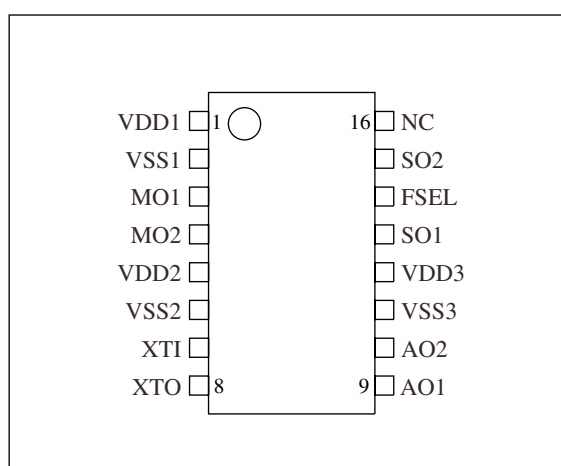 VDD1 1 16 NC
VSS1 SO2
MO1 FSEL
MO2 SO1
VDD2 VDD3
VSS2 VSS3
XTI AO2
XTO 8 9 AO1